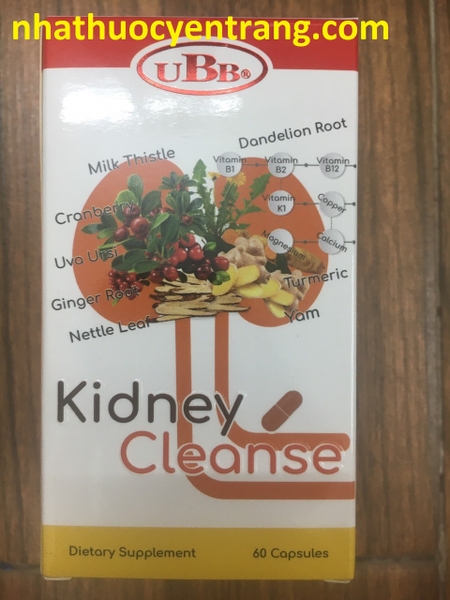 nhathuocyentrang.com
UBB®
Dandelion Root
Milk Thistle
Vitamin B1
Vitamin B2
Vitamin B12
Cranberry
Vitamin K1
Copper
Uva Ursi
Magnesium
Calcium
Ginger Root
Turmeric
Nettle Leaf
Yam
Kidney
Cleanse
Dietary Supplement
60 Capsules